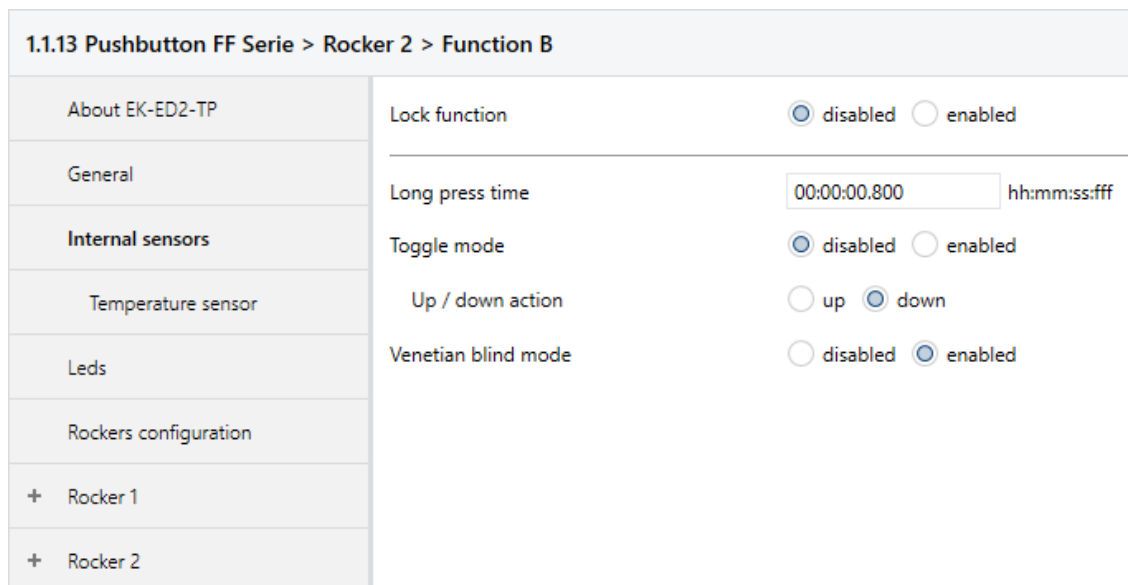 1.1.13 Pushbutton FF Serie > Rocker 2 > Function B
About EK-ED2-TP
General
Internal sensors
Temperature sensor
Leds
Rockers configuration
+ Rocker 1
+ Rocker 2
Lock function disabled enabled
Long press time 00:00:00.800 hh:mm:ss:fff
Toggle mode disabled enabled
Up / down action up down
Venetian blind mode disabled enabled